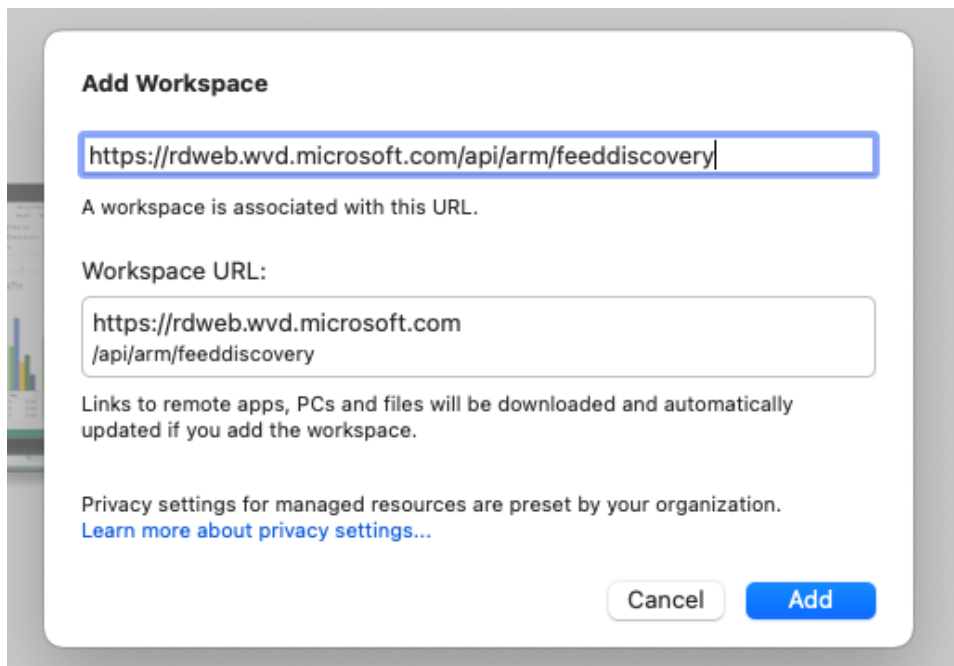 Add Workspace
https://rdweb.wvd.microsoft.com/api/arm/feeddiscovery
A workspace is associated with this URL.
Workspace URL:
https://rdweb.wvd.microsoft.com
/api/arm/feeddiscovery
Links to remote apps, PCs and files will be downloaded and automatically
updated if you add the workspace.
Privacy settings for managed resources are preset by your organization.
Learn more about privacy settings...
Cancel Add